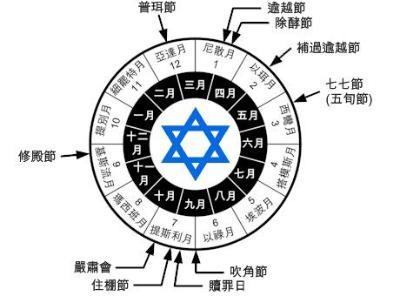 普珥節
逾越節
除酵節
補過逾越節
七七節
(五旬節)
修殿節
嚴肅會
住棚節
贖罪日
吹角節
尼散月
1
以珥月
2
西彎月
3
搭模斯月
4
埃波月
5
以祿月
6
提斯利月
7
瑪西班月
8
9
提別月
10
細罷特月
11
亞達月
12
三月
四月
五月
六月
七月
八月
九月
十月
十一
月
十二
月
一月
二月